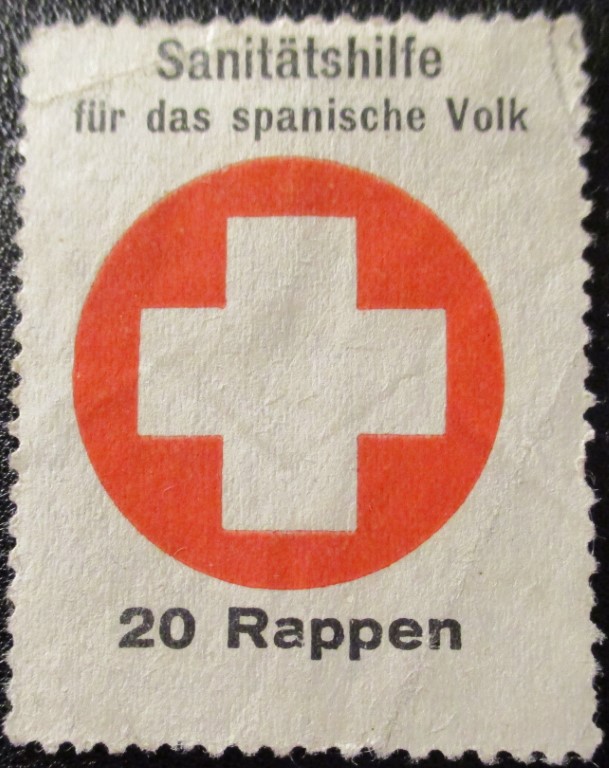 Sanitätshilfe
für das spanische Volk
20 Rappen